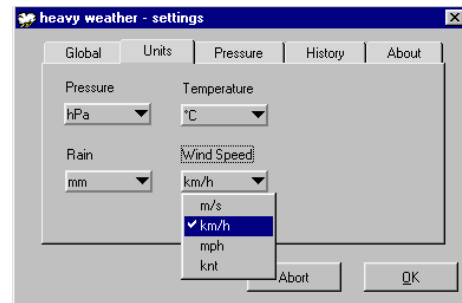 heavy weather - settings
Global Units Pressure History About
Pressure Temperature
hPa °C
Rain Wind Speed
mm km/h
m/s
km/h
mph
knt
Abort OK